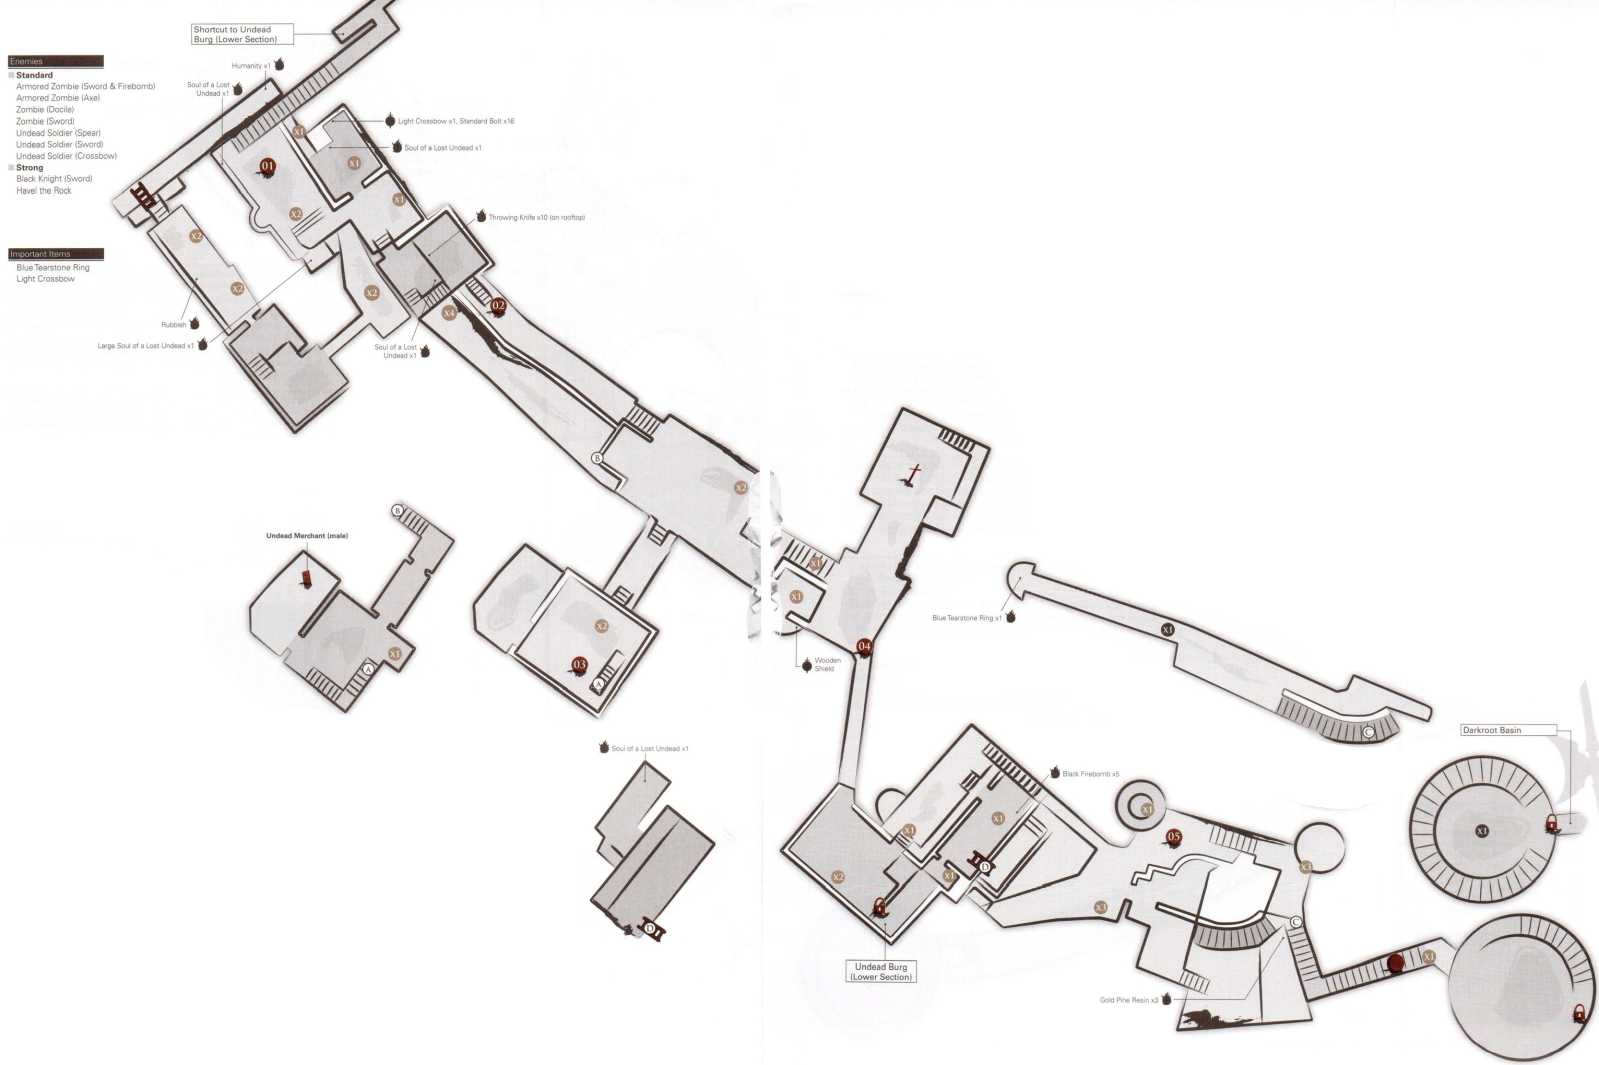 Shortcut to Undead
Burg (Lower Section)
Enemies
Standard
Armored Zombie (Sword & Firebomb)
Armored Zombie (Axe)
Zombie (Docile)
Zombie (Sword)
Undead Soldier (Spear)
Undead Soldier (Sword)
Undead Soldier (Crossbow)
Strong
Black Knight (Sword)
Havel the Rock
Important Items
Blue Tearstone Ring
Light Crossbow
Humanity x1
Soul of a Lost
Undead x1
Light Crossbow x1, Standard Bolt x16
Soul of a Lost Undead x1
x1
01
x1
x1
x2
Throwing Knife x10 (on rooftop)
x2
x2
x2
02
x4
Rubbish
Large Soul of a Lost Undead x1
Soul of a Lost
Undead x1
B
x2
B
Undead Merchant (male)
x1
A
x2
03
A
x1
x1
04
Wooden
Shield
Blue Tearstone Ring x1
x1
C
Darkroot Basin
x1
Soul of a Lost Undead x1
D
Black Firebomb x5
x1
x1
x2
x1
D
x1
05
x3
x3
C
Undead Burg
(Lower Section)
Gold Pine Resin x3
x1